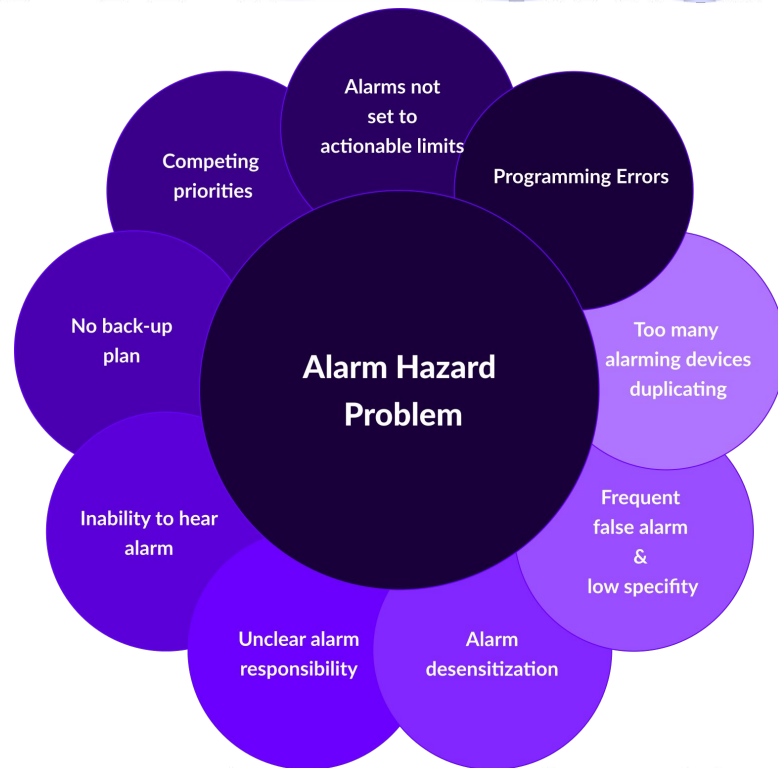 Alarms not
set to
actionable limits
Programming Errors
Too many
alarming devices
duplicating
Frequent
false alarm
&
low specifity
Alarm
desensitization
Unclear alarm
responsibility
Inability to hear
alarm
No back-up
plan
Competing
priorities
Alarm Hazard
Problem